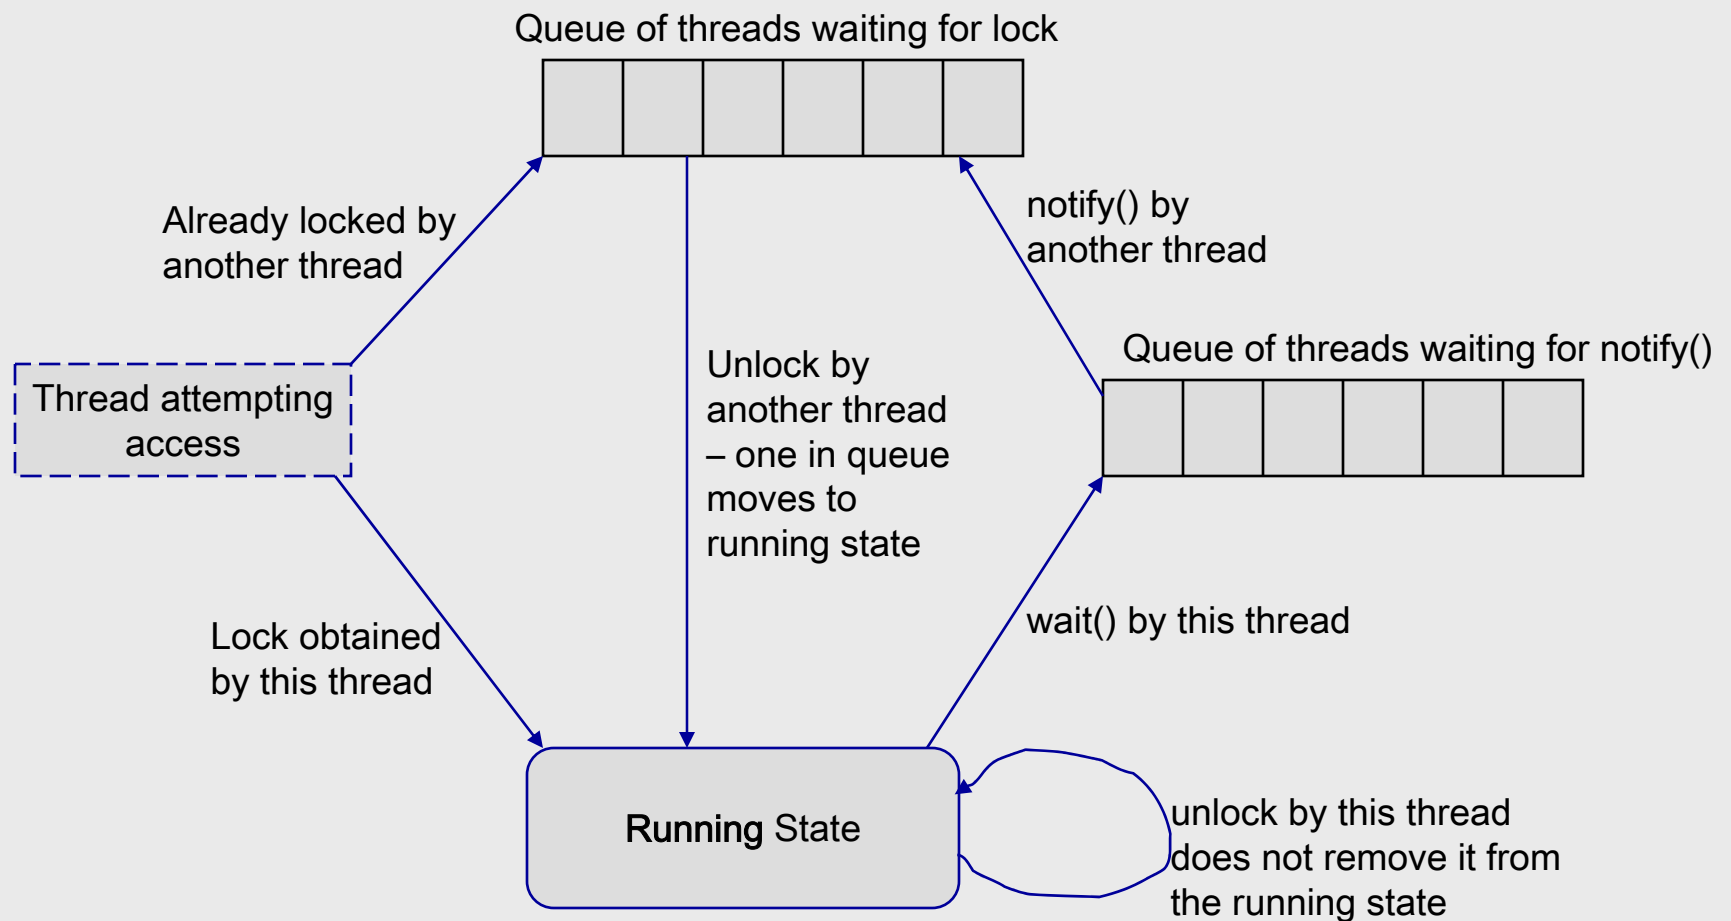 Queue of threads waiting for lock
Already locked by
another thread
notify() by
another thread
Queue of threads waiting for notify()
Thread attempting
access
Unlock by
another thread
– one in queue
moves to
running state
Lock obtained
by this thread
wait() by this thread
Running State
unlock by this thread
does not remove it from
the running state